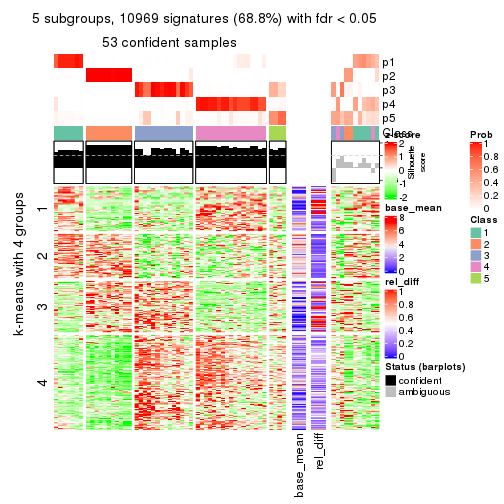 5 subgroups, 10969 signatures (68.8%) with fdr < 0.05
53 confident samples
p1
p2
p3
p4
p5
Class
z-score
2
1
0
-1
-2
Silhouette
score
k-means with 4 groups
1
2
3
4
base_mean
rel_diff
base_mean
8
6
4
2
0
rel_diff
1
0.8
0.6
0.4
0.2
0
Prob
1
0.8
0.6
0.4
0.2
0
Class
1
2
3
4
5
Status (barplots)
confident
ambiguous